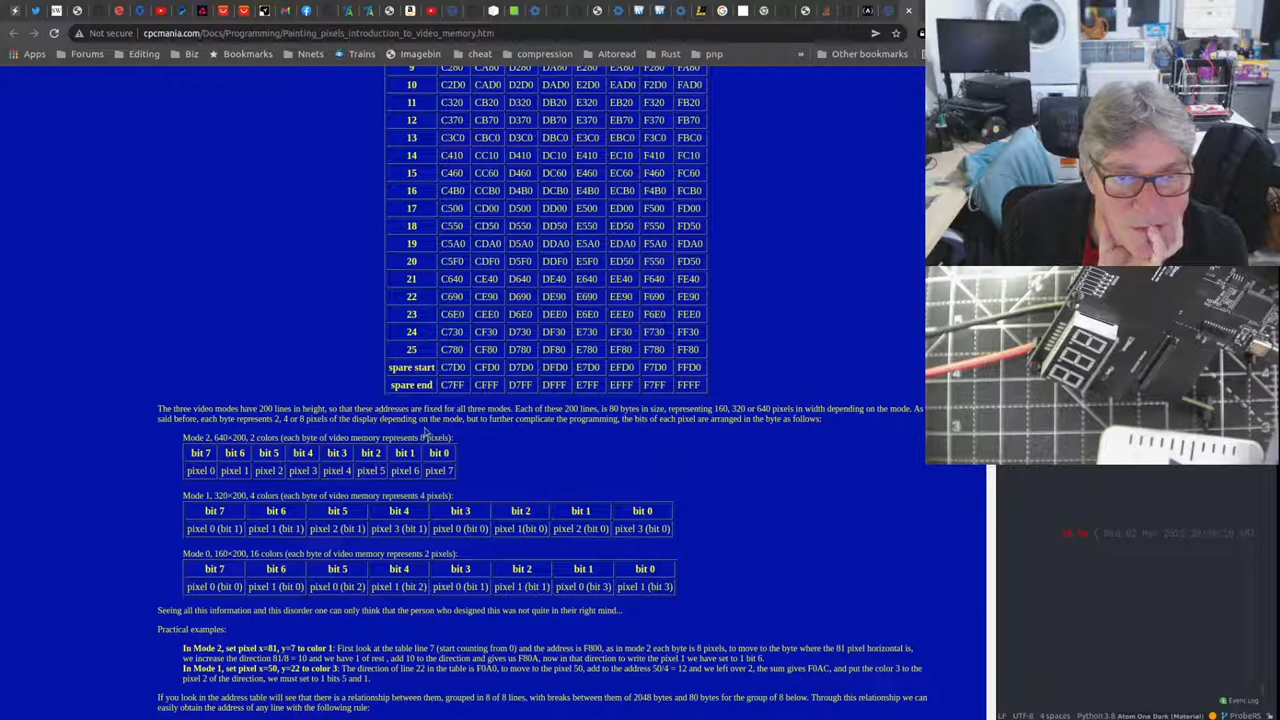 Not secure
cpcmania.com/Docs/Programming/Painting_pixels_introduction_to_video_memory.htm
Apps Forums Editing Biz Bookmarks Traines Imagebin cheat compression Aitoread Rust pnp » Other bookmarks
9 C280 CA80 D280 DA80 E280 EA80 F280 FA80
10 C2D0 CAD0 D2D0 DAD0 E2D0 EAD0 F2D0 FAD0
11 C320 CB20 D320 DB20 E320 EB20 F320 FB20
12 C370 CB70 D370 DB70 E370 EB70 F370 FB70
13 C3C0 CBC0 D3C0 DBC0 E3C0 EBC0 F3C0 FBC0
14 C410 CC10 D410 DC10 E410 EC10 F410 FC10
15 C460 CC60 D460 DC60 E460 EC60 F460 FC60
16 C4B0 CCB0 D4B0 DCB0 E4B0 ECB0 F4B0 FCB0
17 C500 CD00 D500 DD00 E500 ED00 F500 FD00
18 C550 CD50 D550 DD50 E550 ED50 F550 FD50
19 C5A0 CDA0 D5A0 DDA0 E5A0 EDA0 F5A0 FDA0
20 C5F0 CDF0 D5F0 DDF0 E5F0 ED50 F5F0 FDF0
21 C640 CE40 D640 DE40 E640 EE40 F640 FE40
22 C690 CE90 D690 DE90 E690 EE90 F690 FE90
23 C6E0 CEE0 D6E0 DEE0 E6E0 EEE0 F6E0 FEE0
24 C730 CF30 D730 DF30 E730 EF30 F730 FF30
25 C780 CF80 D780 DF80 E780 EF80 F780 FF80
spare start C7D0 CFD0 D7D0 DFD0 E7D0 EFD0 F7D0 FFD0
spare end C7FF CFFF D7FF DFFF E7FF EFFF F7FF FFFF
The three video modes have 200 lines in height, so that these addresses are fixed for all three modes. Each of these 200 lines, is 80 bytes in size, representing 160, 320 or 640 pixels in width depending on the mode. As
said before, each byte represents 2, 4 or 8 pixels of the display depending on the mode, but to further complicate the programming, the bits of each pixel are arranged in the byte as follows:
Mode 2, 640×200, 2 colors (each byte of video memory represents 8 pixels):
bit 7 bit 6 bit 5 bit 4 bit 3 bit 2 bit 1 bit 0
pixel 0 pixel 1 pixel 2 pixel 3 pixel 4 pixel 5 pixel 6 pixel 7
Mode 1, 320×200, 4 colors (each byte of video memory represents 4 pixels):
bit 7 bit 6 bit 5 bit 4 bit 3 bit 2 bit 1 bit 0
pixel 0 (bit 1) pixel 1 (bit 1) pixel 2 (bit 1) pixel 3 (bit 1) pixel 0 (bit 0) pixel 1(bit 0) pixel 2 (bit 0) pixel 3 (bit 0)
Mode 0, 160×200, 16 colors (each byte of video memory represents 2 pixels):
bit 7 bit 6 bit 5 bit 4 bit 3 bit 2 bit 1 bit 0
pixel 0 (bit 0) pixel 1 (bit 0) pixel 0 (bit 2) pixel 1 (bit 2) pixel 0 (bit 1) pixel 1 (bit 1) pixel 0 (bit 3) pixel 1 (bit 3)
Seeing all this information and this disorder one can only think that the person who designed this was not quite in their right mind...
Practical examples:
In Mode 2, set pixel x=81, y=7 to color 1: First look at the table line 7 (start counting from 0) and the address is F800, as in mode 2 each byte is 8 pixels, to move to the byte where the 81 pixel horizontal is,
we increase the direction 81/8 = 10 and we have 1 of rest , add 10 to the direction and gives us F80A, now in that direction to write the pixel 1 we have set to 1 bit 6.
In Mode 1, set pixel x=50, y=22 to color 3: The direction of line 22 in the table is F0A0, to move to the pixel 50, add to the address 50/4 = 12 and we left over 2, the sum gives F0AC, and put the color 3 to the
pixel 2 of the direction, we must set to 1 bits 5 and 1.
If you look in the address table will see that there is a relationship between them, grouped in 8 of 8 lines, with breaks between them of 2048 bytes and 80 bytes for the group of 8 below. Through this relationship we can
easily obtain the address of any line with the following rule:
Event Log
LF UTF-8 4 spaces Python 3.8 Atom One Dark (Material) ProbeRS